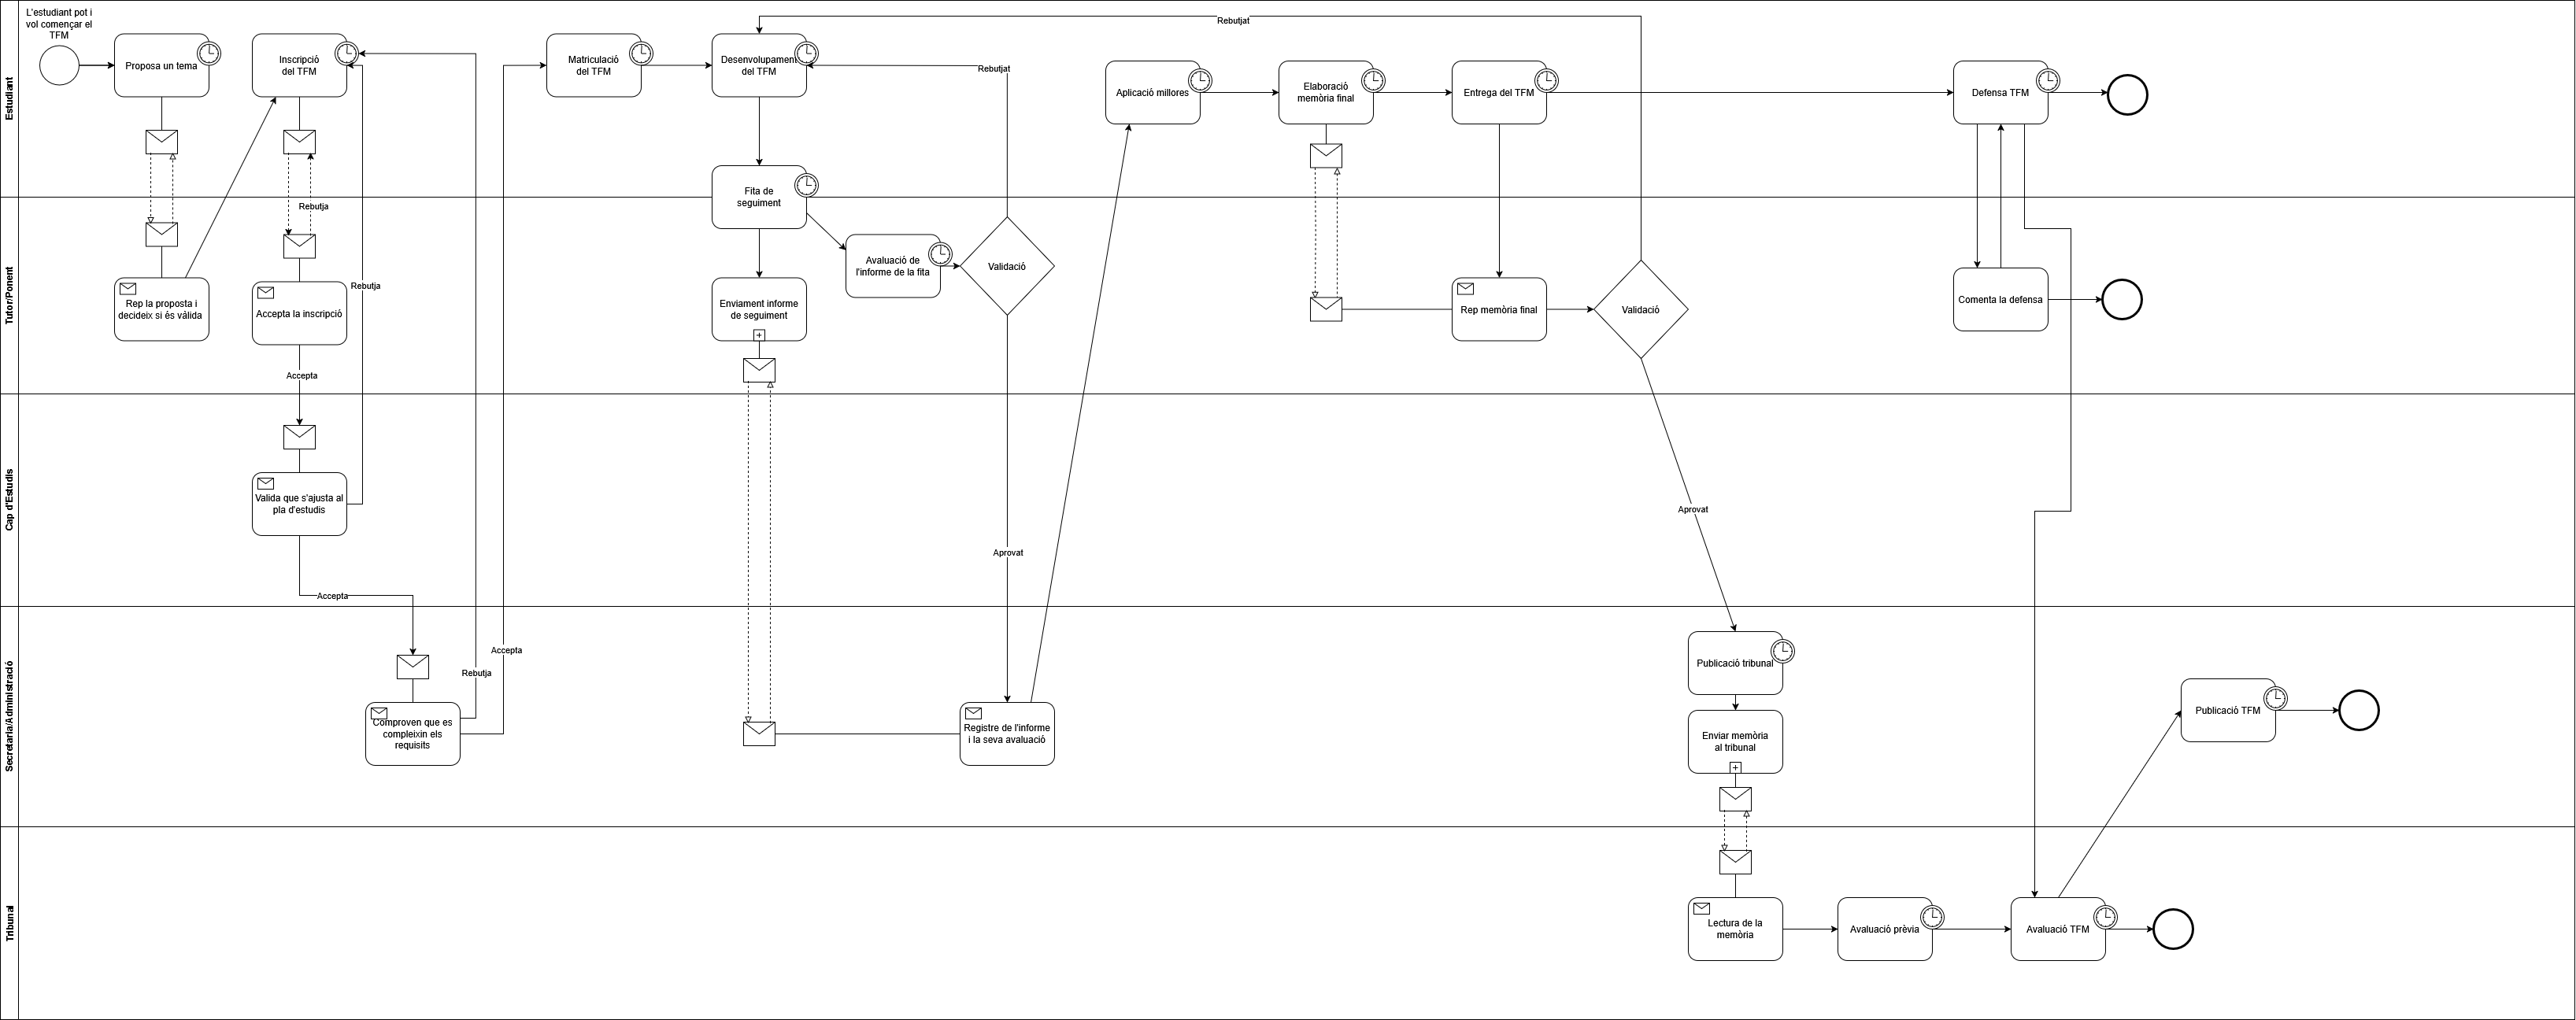 L'estudiant pot i
vol començar el
TFM
Estudiant
Proposa un tema
Inscripció
del TFM
Matriculació
del TFM
Desenvolupament
del TFM
Rebutjat
Rebutjat
Aplicació millores
Elaboració
memòria final
Entrega del TFM
Defensa TFM
Fita de
seguiment
Tutor/Ponent
Rebutja
Rep la proposta i
decideix si és vàlida
Accepta la inscripció
Rebutja
Accepta
Avaluació de
l'informe de la fita
Validació
Enviament informe
de seguiment
Rep memòria final
Validació
Comenta la defensa
Cap d'Estudis
Valida que s'ajusta al
pla d'estudis
Accepta
Aprovat
Aprovat
Secretaria/Administració
Accepta
Rebutja
Comproven que es
compleixin els
requisits
Registre de l'informe
i la seva avaluació
Publicació tribunal
Enviar memòria
al tribunal
Publicació TFM
Tribunal
Lectura de la
memòria
Avaluació prèvia
Avaluació TFM